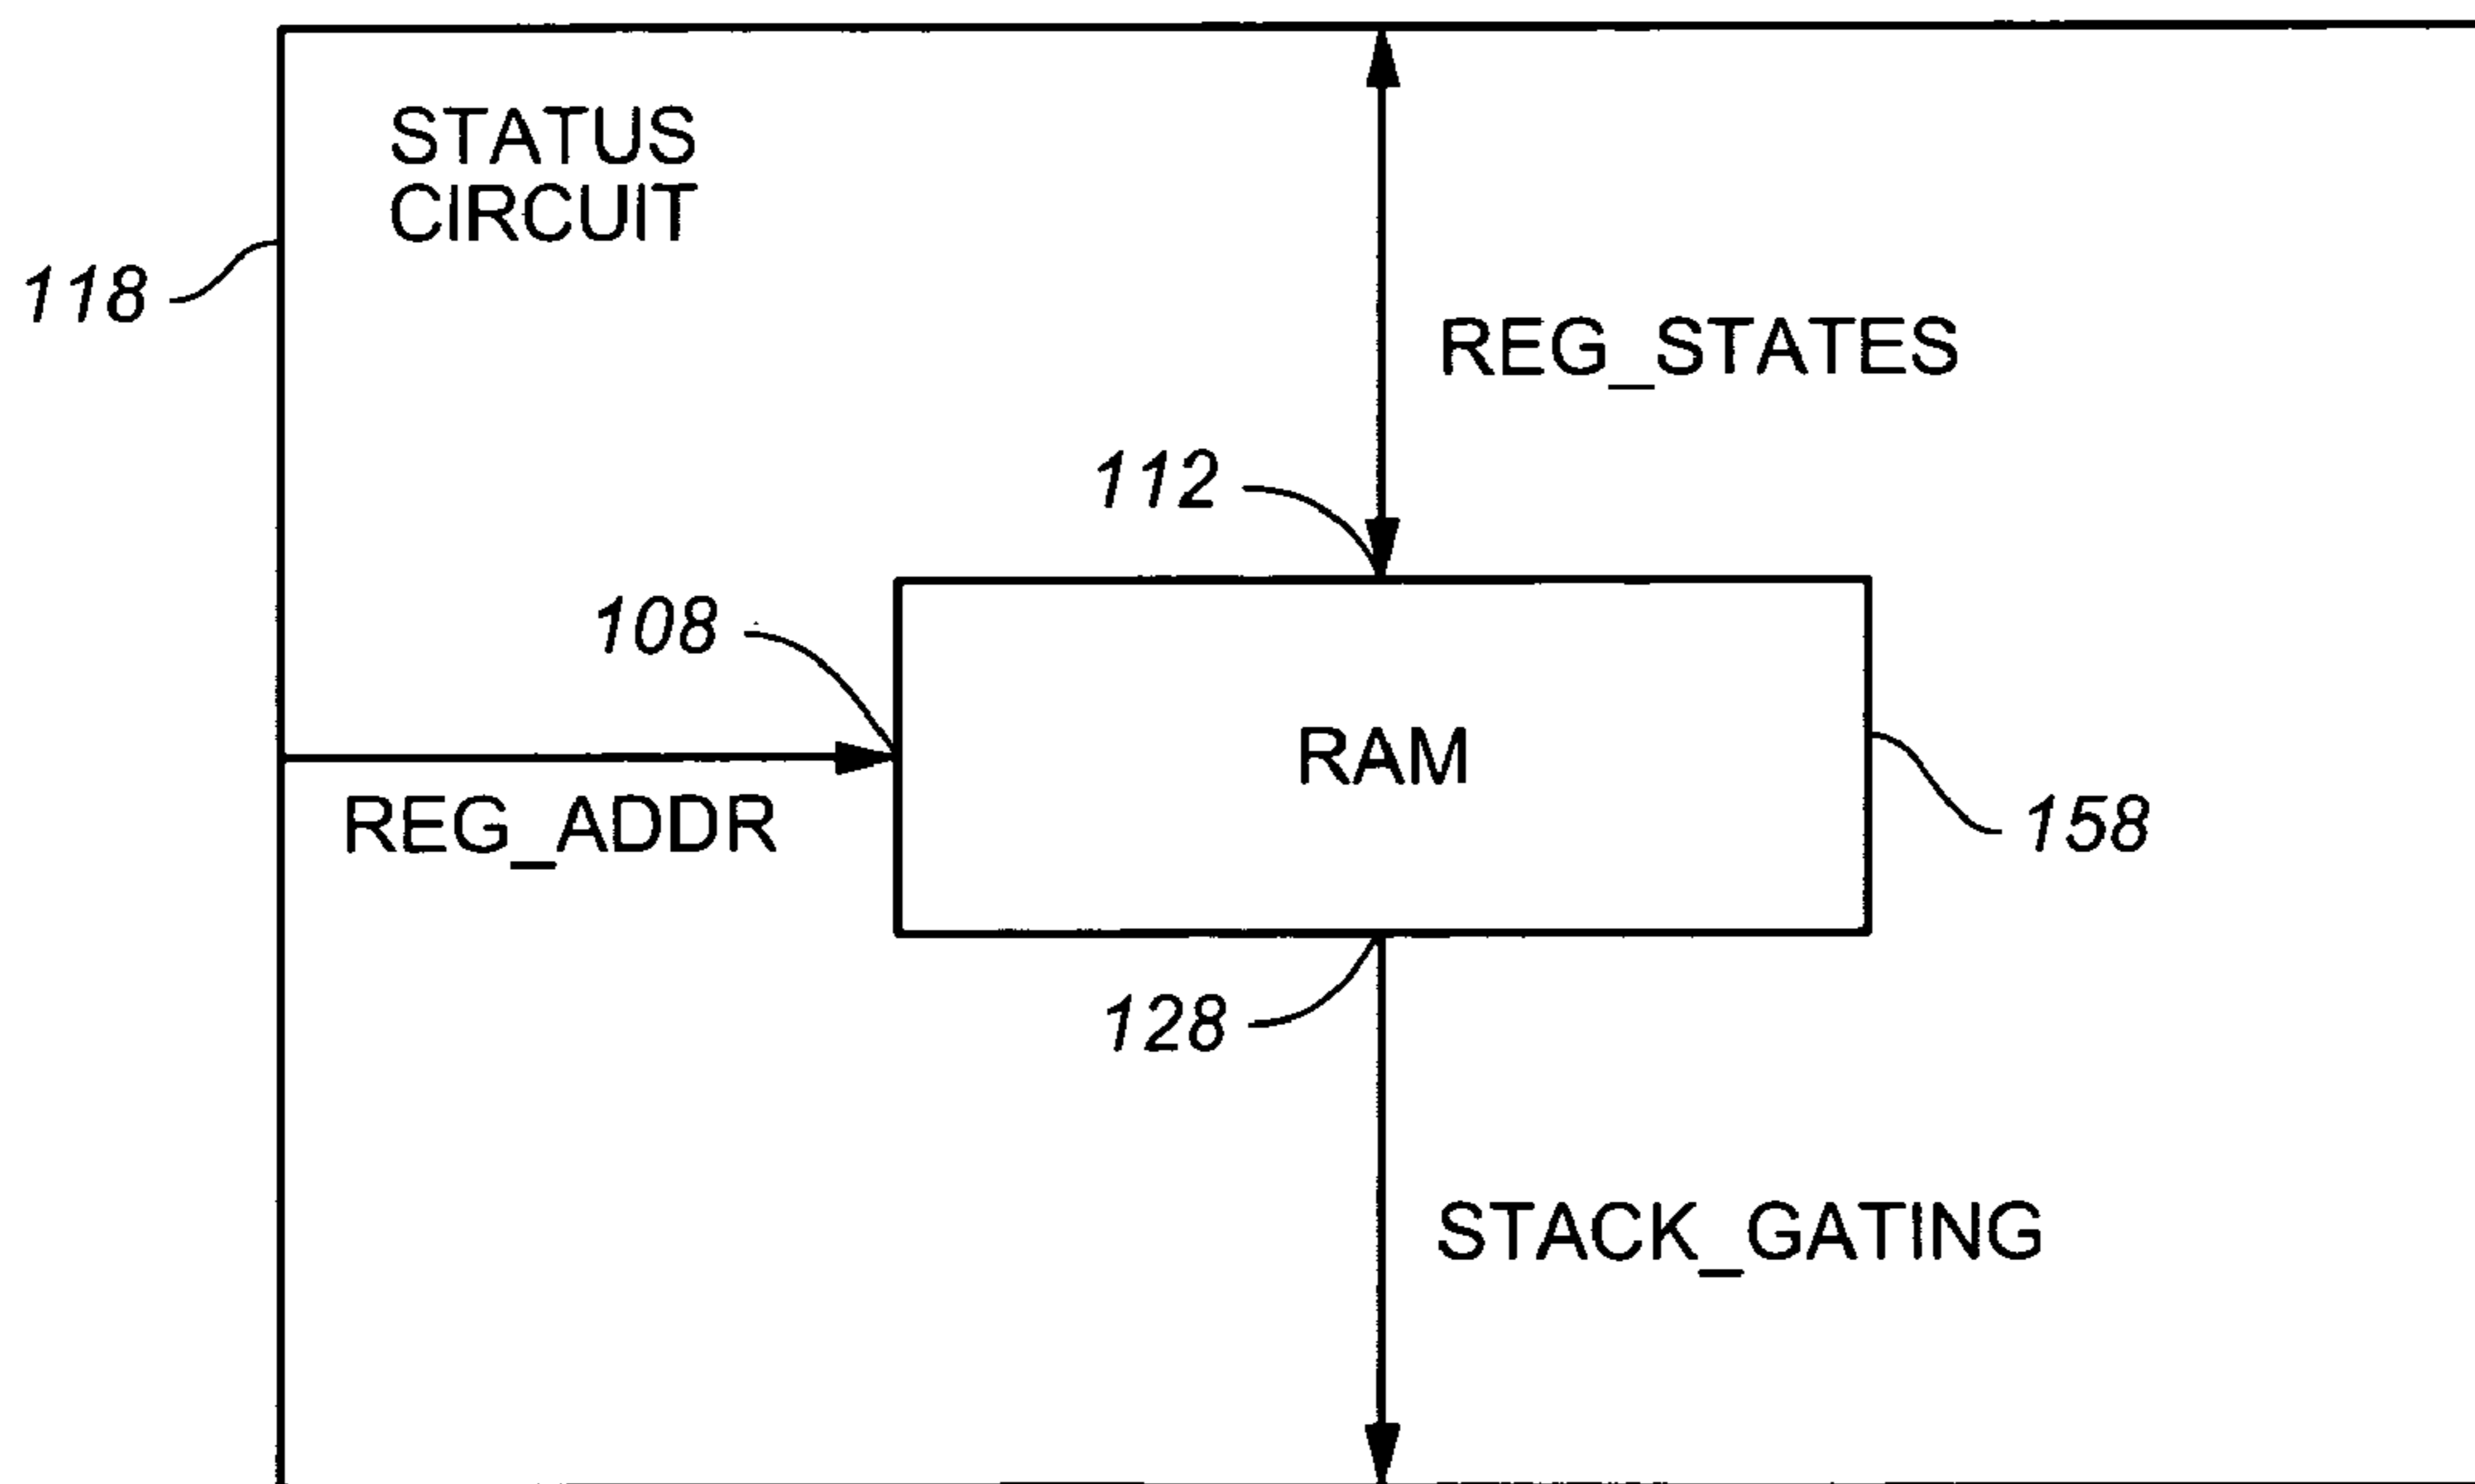 STATUS
CIRCUIT
118
REG_STATES
112
108
RAM
REG_ADDR
158
128
STACK_GATING